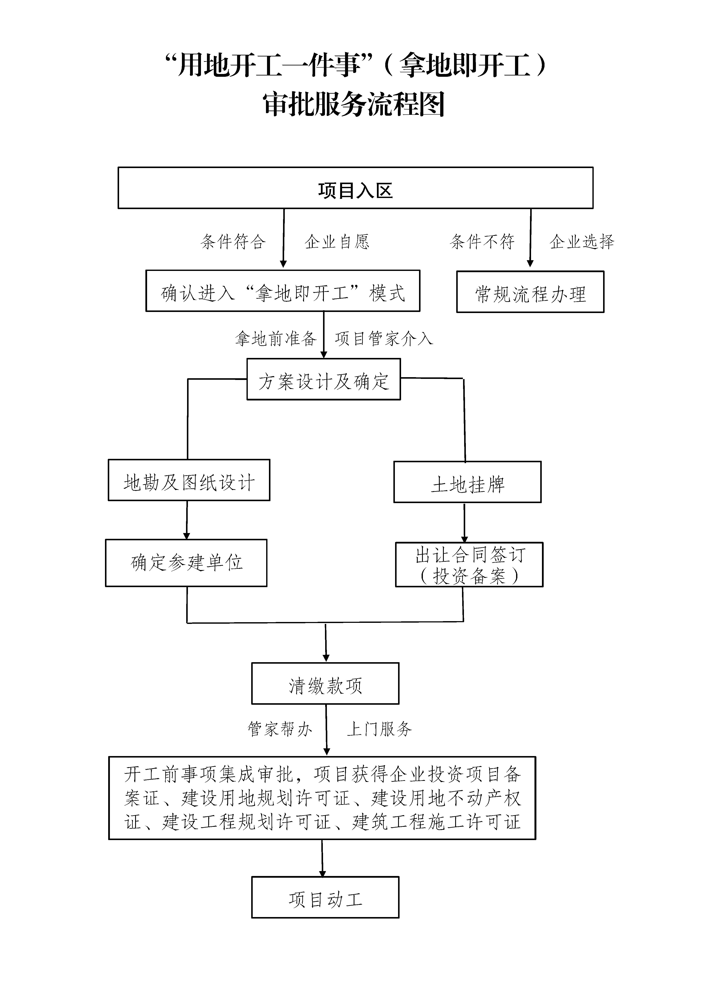 “用地开工一件事”（拿地即开工）
审批服务流程图
项目入区
条件符合 企业自愿 条件不符 企业选择
确认进入“拿地即开工”模式 常规流程办理
拿地前准备 项目管家介入
方案设计及确定
地勘及图纸设计 土地挂牌
确定参建单位
出让合同签订
（投资备案）
清缴款项
管家帮办 上门服务
开工前事项集成审批，项目获得企业投资项目备
案证、建设用地规划许可证、建设用地不动产权
证、建设工程规划许可证、建筑工程施工许可证
项目动工